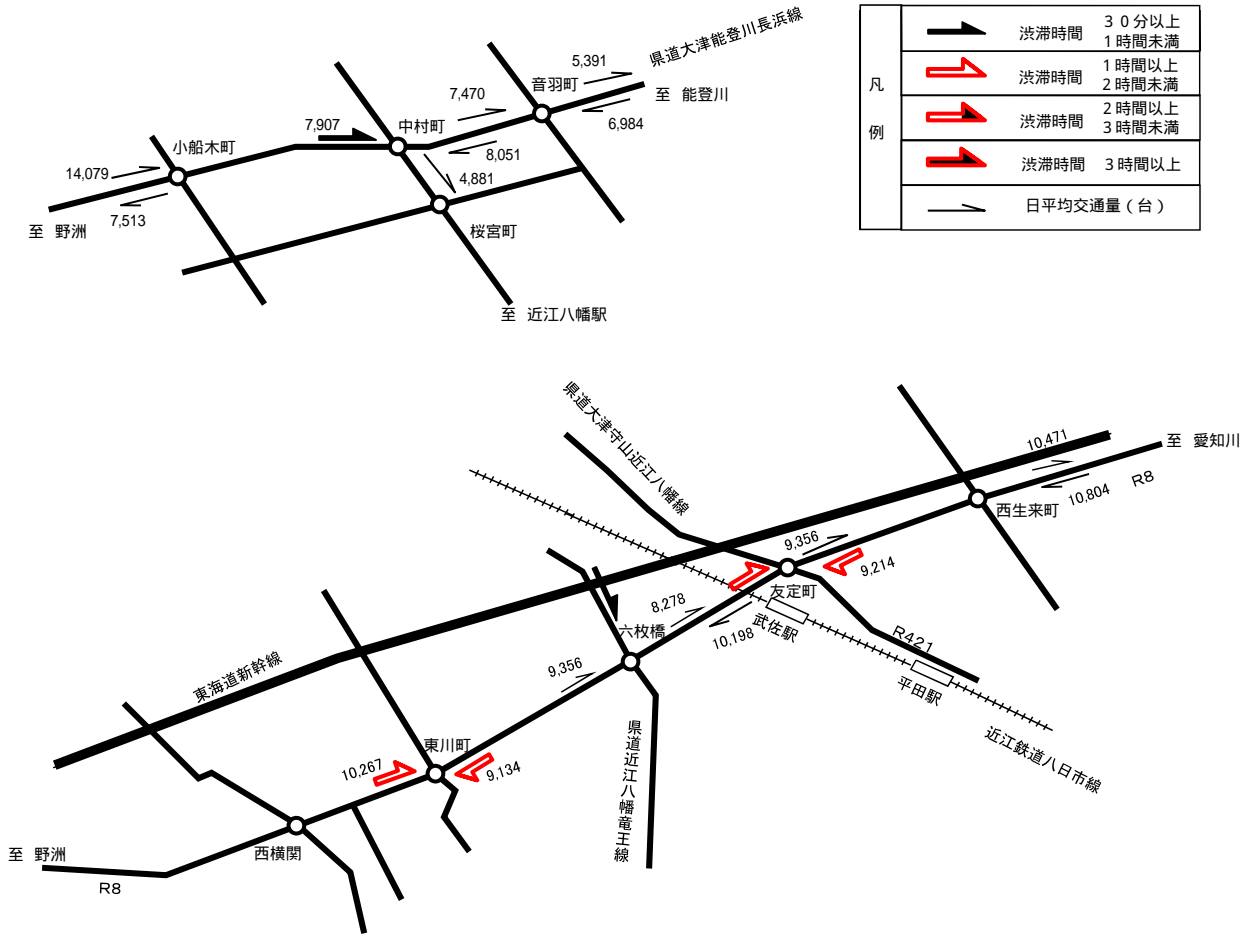 凡例
渋滞時間 30分以上 1時間未満
渋滞時間 1時間以上 2時間未満
渋滞時間 2時間以上 3時間未満
渋滞時間 3時間以上
日平均交通量(台)
県道大津能登川長浜線
5,391
音羽町
至 能登川
7,470
6,984
7,907
中村町
8,051
小船木町
14,079
4,881
7,513
至 野洲
桜宮町
至 近江八幡駅
県道大津守山近江八幡線
10,471
至 愛知川
R8
10,804
西生来町
9,356
9,214
友定町
8,278
武佐駅
六枚橋
10,198
R421
9,356
平田駅
東海道新幹線
近江鉄道八日市線
県道近江八幡竜王線
東川町
10,267
9,134
西横関
至 野洲
R8